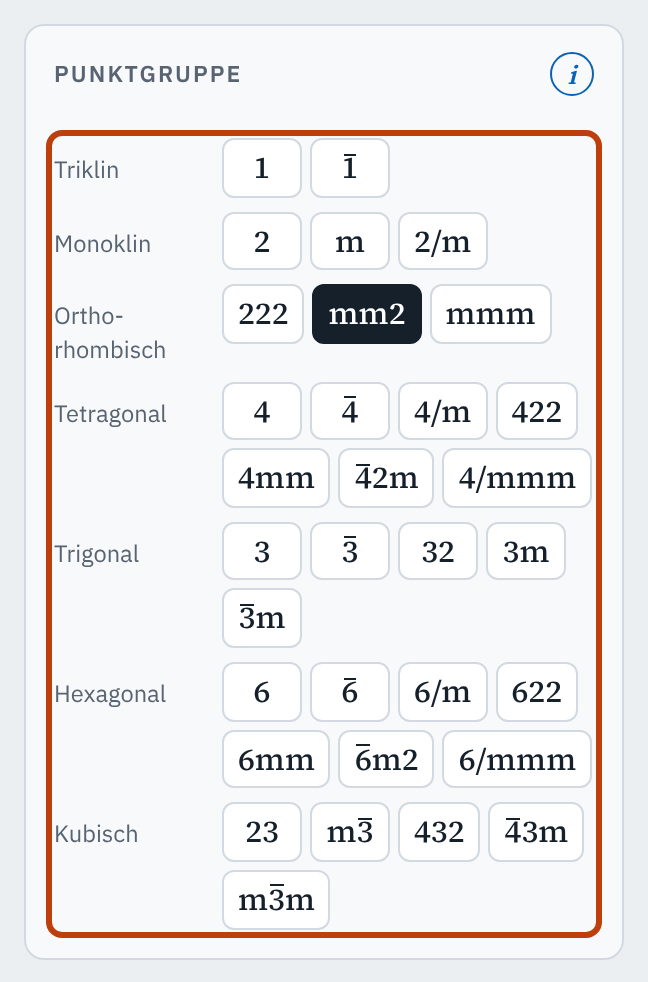 PUNKTGRUPPE i
Triklin 1 1̅
Monoklin 2 m 2/m
Ortho- 222 mm2 mmm
rhombisch
Tetragonal 4 4̅ 4/m 422
4mm 4̅2m 4/mmm
Trigonal 3 3̅ 32 3m
3̅m
Hexagonal 6 6̅ 6/m 622
6mm 6̅m2 6/mmm
Kubisch 23 m3̅ 432 4̅3m
m3̅m